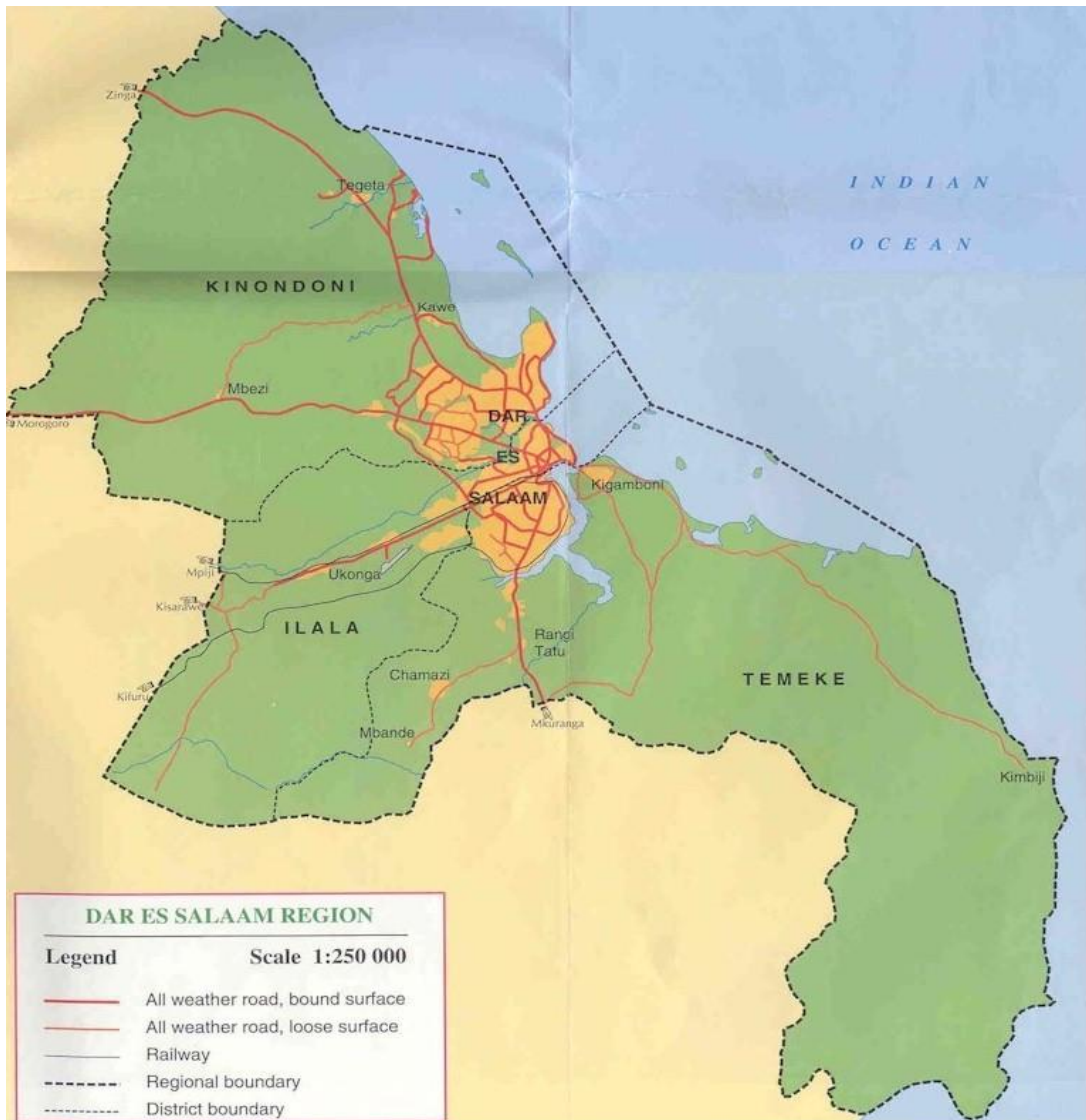 Zinga
Tegeta
INDIAN
OCEAN
KINONDONI
Kawe
Mbezi
Morogoro
DAR
ES
SALAAM
Kigamboni
Mpiji
Ukonga
Kisarawe
ILALA
Rangi
Tatu
Chamazi
TEMEKE
Kifuru
Mbande
Mkuranga
Kimbiji
DAR ES SALAAM REGION
Legend Scale 1:250 000
All weather road, bound surface
All weather road, loose surface
Railway
Regional boundary
District boundary